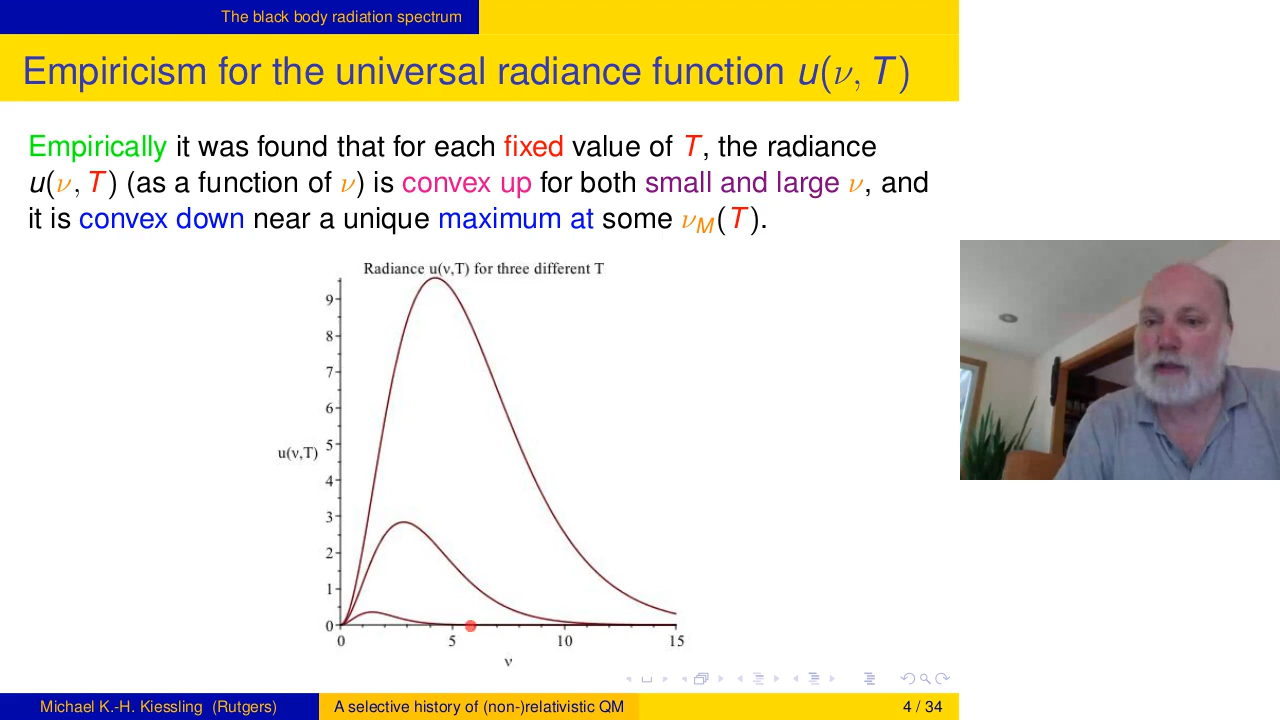 The black body radiation spectrum
Empiricism for the universal radiance function u(ν, T)
Empirically it was found that for each fixed value of T, the radiance
u(ν, T) (as a function of ν) is convex up for both small and large ν, and
it is convex down near a unique maximum at some ν_M(T).
Radiance u(ν,T) for three different T
9
8
7
6
u(ν,T) 5
4
3
2
1
0
0 5 10 15
ν
Michael K.-H. Kiessling (Rutgers) A selective history of (non-)relativistic QM 4 / 34